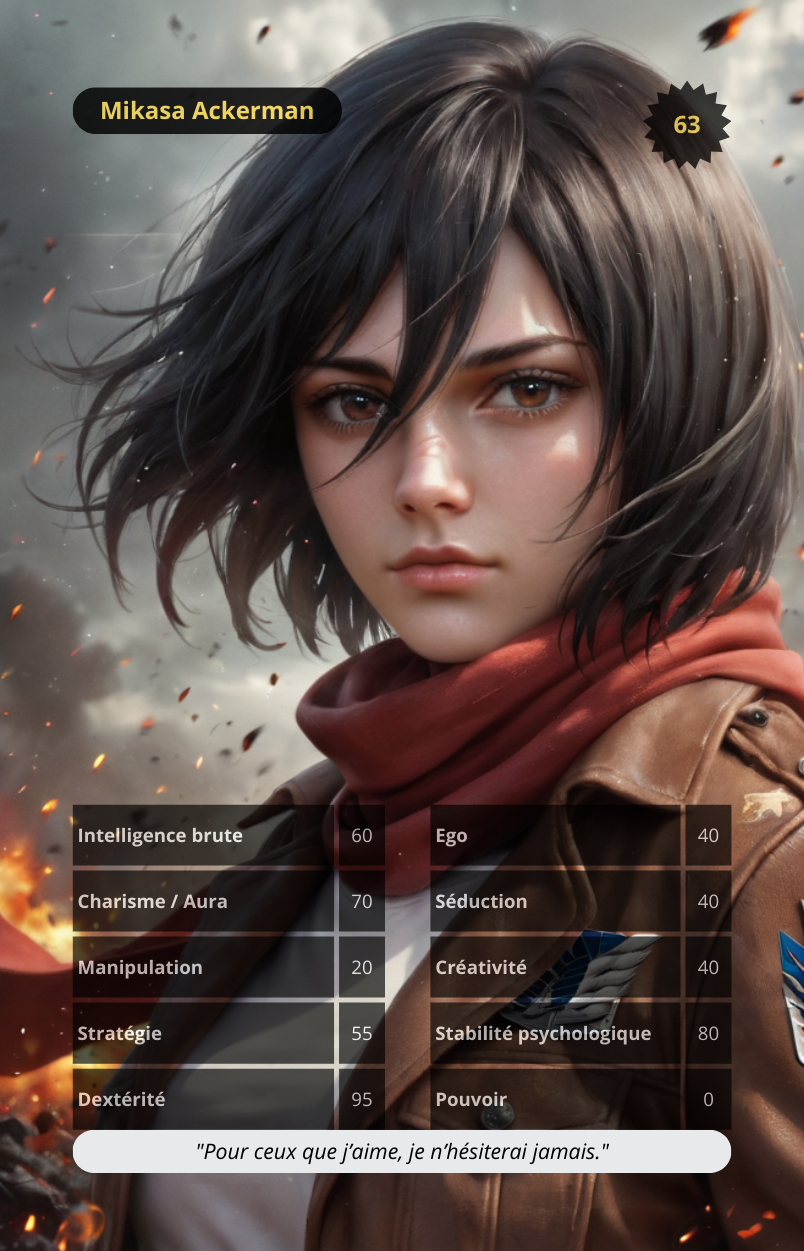 Mikasa Ackerman
63
Intelligence brute 60
Ego 40
Charisme / Aura 70
Séduction 40
Manipulation 20
Créativité 40
Stratégie 55
Stabilité psychologique 80
Dextérité 95
Pouvoir 0
"Pour ceux que j’aime, je n’hésiterai jamais."